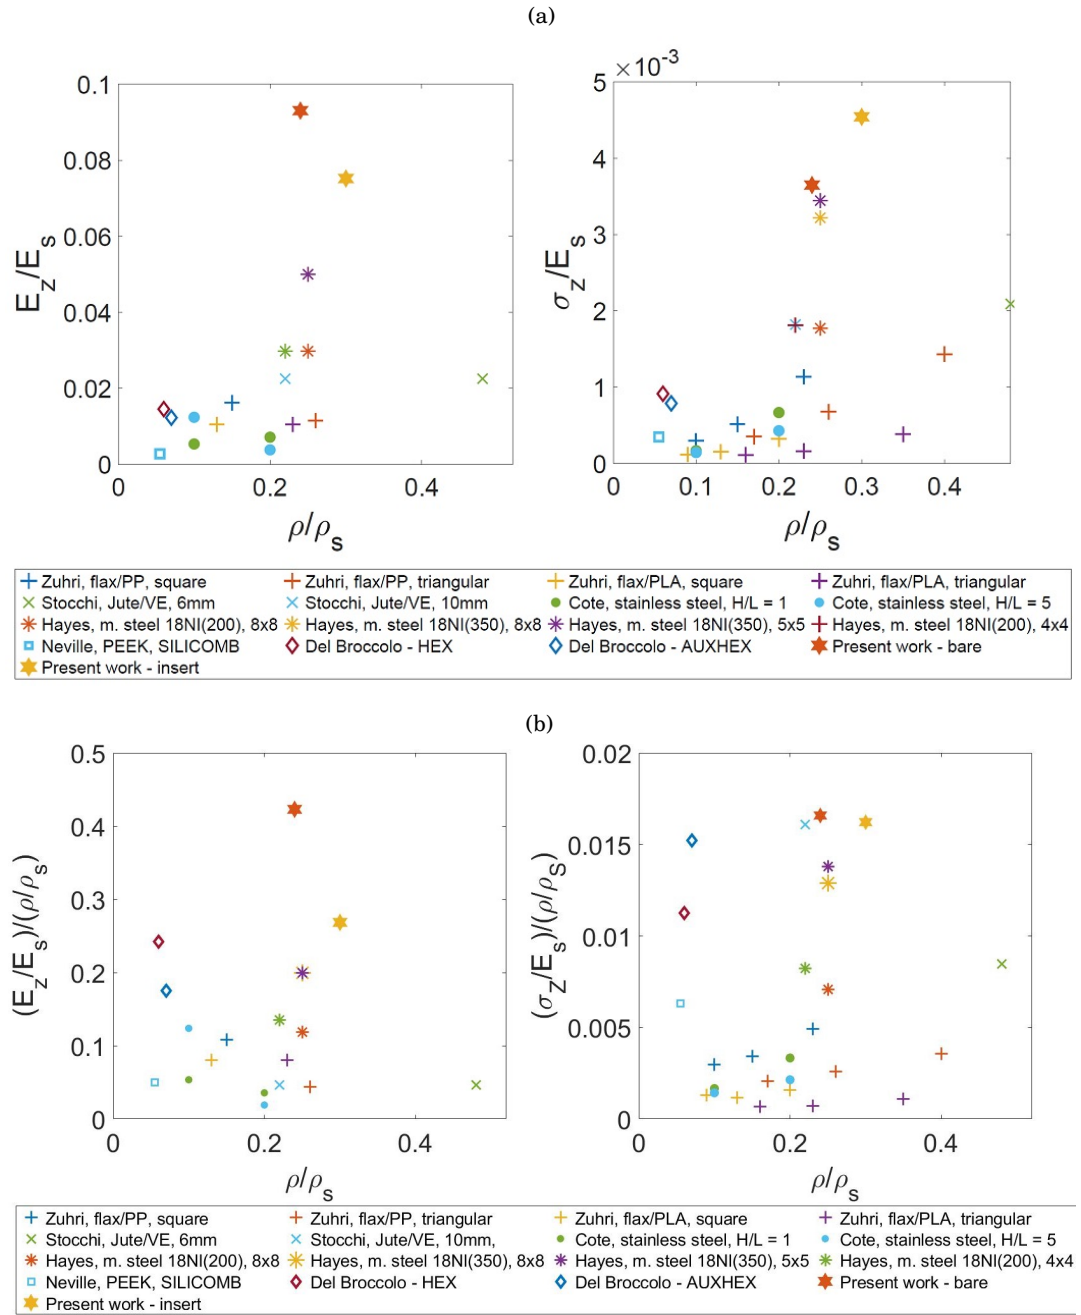 (a)
0.1
0.08
0.06
0.04
0.02
0
0 0.2 0.4
E_z/E_s
ρ/ρ_s
5 ×10^-3
4
3
2
1
0
0 0.1 0.2 0.3 0.4
σ_z/E_s
ρ/ρ_s
Zuhri, flax/PP, square Zuhri, flax/PP, triangular Zuhri, flax/PLA, square Zuhri, flax/PLA, triangular
Stocchi, Jute/VE, 6mm Stocchi, Jute/VE, 10mm Cote, stainless steel, H/L = 1 Cote, stainless steel, H/L = 5
Hayes, m. steel 18NI(200), 8x8 Hayes, m. steel 18NI(350), 8x8 Hayes, m. steel 18NI(350), 5x5 Hayes, m. steel 18NI(200), 4x4
Neville, PEEK, SILICOMB Del Broccolo - HEX Del Broccolo - AUXHEX Present work - bare
Present work - insert
(b)
0.5
0.4
0.3
0.2
0.1
0
0 0.2 0.4
(E_z/E_s)/(ρ/ρ_s)
ρ/ρ_s
0.02
0.015
0.01
0.005
0
0 0.2 0.4
(σ_z/E_s)/(ρ/ρ_S)
ρ/ρ_s
Zuhri, flax/PP, square Zuhri, flax/PP, triangular Zuhri, flax/PLA, square Zuhri, flax/PLA, triangular
Stocchi, Jute/VE, 6mm Stocchi, Jute/VE, 10mm, Cote, stainless steel, H/L = 1 Cote, stainless steel, H/L = 5
Hayes, m. steel 18NI(200), 8x8 Hayes, m. steel 18NI(350), 8x8 Hayes, m. steel 18NI(350), 5x5 Hayes, m. steel 18NI(200), 4x4
Neville, PEEK, SILICOMB Del Broccolo - HEX Del Broccolo - AUXHEX Present work - bare
Present work - insert